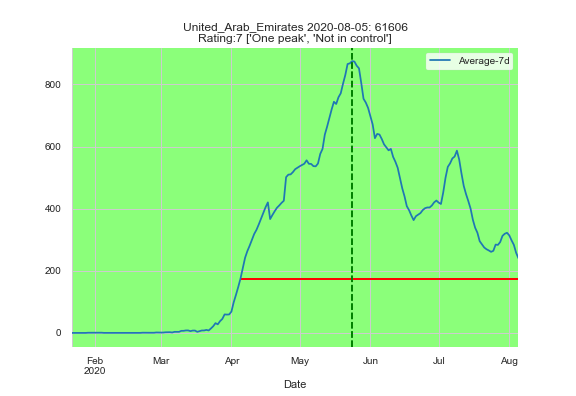 United_Arab_Emirates 2020-08-05: 61606
Rating:7 ['One peak', 'Not in control']
Average-7d
800
600
400
200
0
Feb
2020
Mar
Apr
May
Jun
Jul
Aug
Date